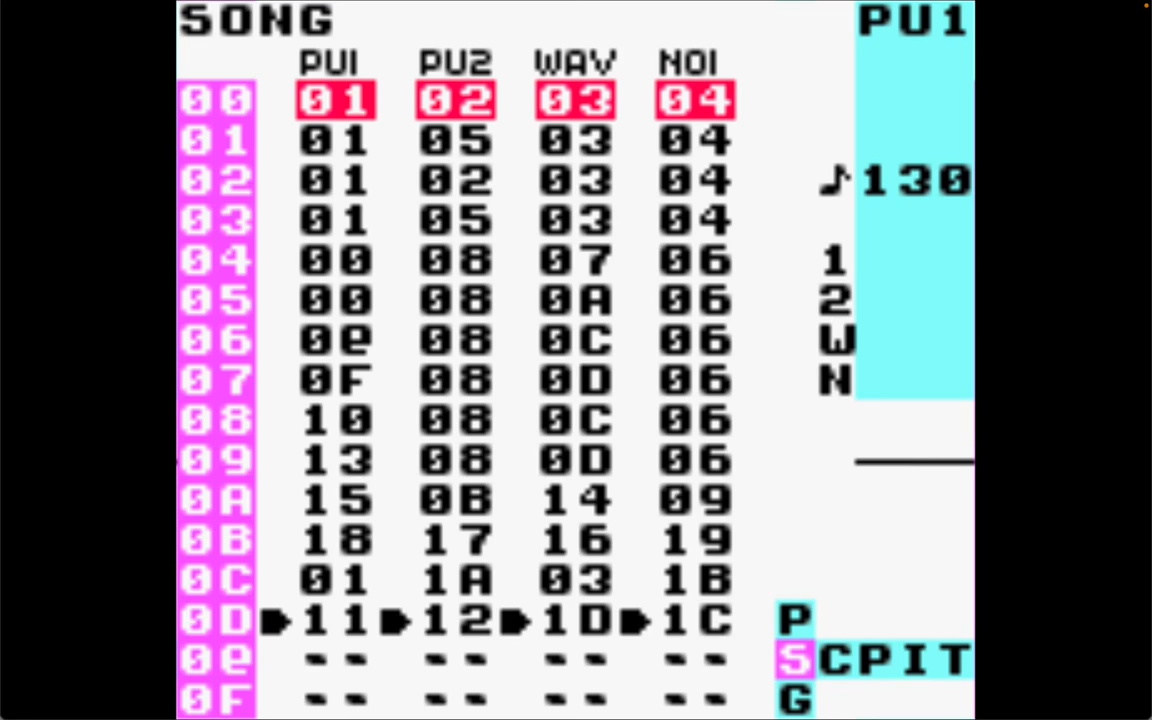 SONG PU1
PU1 PU2 WAV NOI
00 01 02 03 04
01 01 05 03 04
02 01 02 03 04 ♪130
03 01 05 03 04
04 00 08 07 06 1
05 00 08 0A 06 2
06 0e 08 0C 06 W
07 0F 08 0D 06 N
08 10 08 0C 06
09 13 08 0D 06
0A 15 0B 14 09
0B 18 17 16 19
0C 01 1A 03 1B
0D 11 12 1D 1C P
0e -- -- -- -- SCPIT
0F -- -- -- -- G